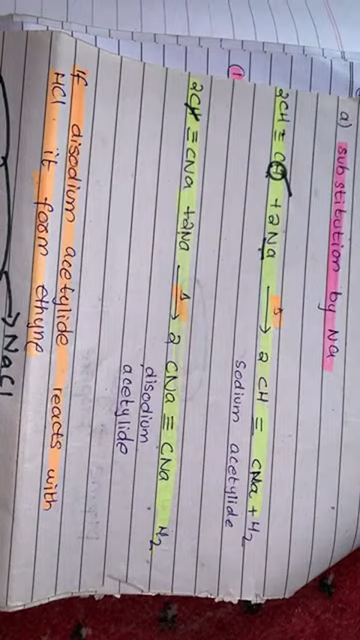 a) substitution by Na
(1)
2CH ≡ CH + 2Na →Δ 2 CH ≡ CNa + H2
sodium acetylide
2CH ≡ CNa + 2Na →Δ 2 CNa ≡ CNa H2
disodium
acetylide
If disodium acetylide reacts with
HCl. it form ethyne
→ NaCl